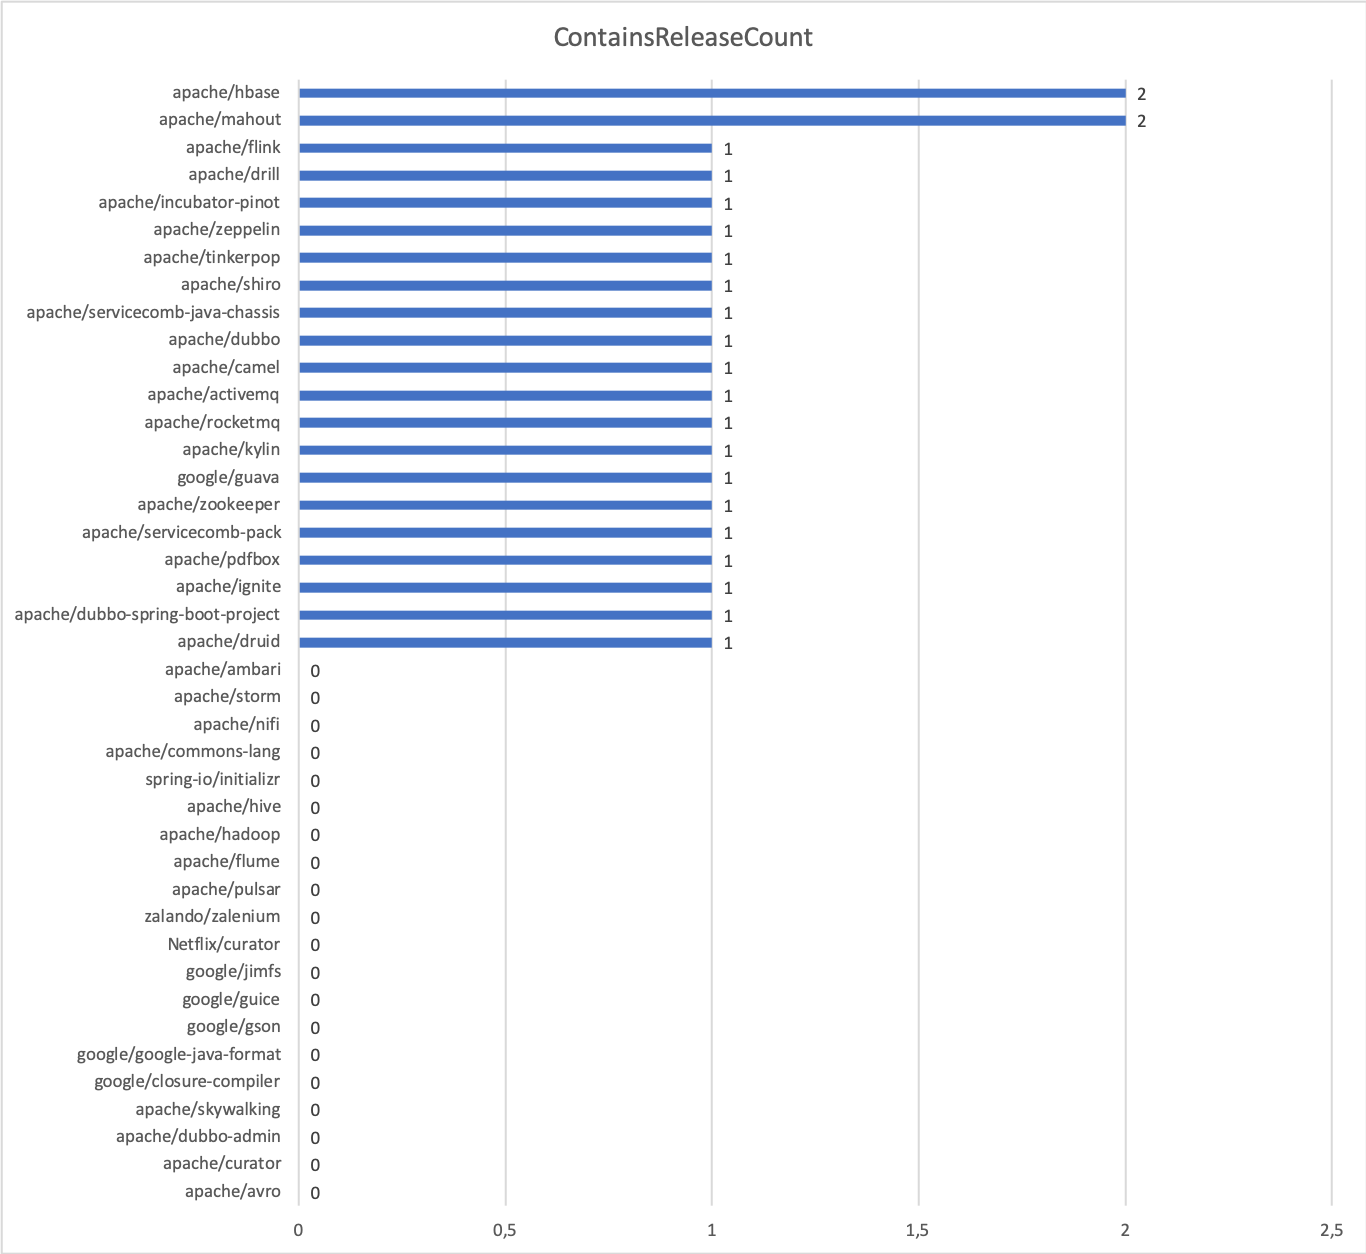 ContainsReleaseCount
apache/hbase 2
apache/mahout 2
apache/flink 1
apache/drill 1
apache/incubator-pinot 1
apache/zeppelin 1
apache/tinkerpop 1
apache/shiro 1
apache/servicecomb-java-chassis 1
apache/dubbo 1
apache/camel 1
apache/activemq 1
apache/rocketmq 1
apache/kylin 1
google/guava 1
apache/zookeeper 1
apache/servicecomb-pack 1
apache/pdfbox 1
apache/ignite 1
apache/dubbo-spring-boot-project 1
apache/druid 1
apache/ambari 0
apache/storm 0
apache/nifi 0
apache/commons-lang 0
spring-io/initializr 0
apache/hive 0
apache/hadoop 0
apache/flume 0
apache/pulsar 0
zalando/zalenium 0
Netflix/curator 0
google/jimfs 0
google/guice 0
google/gson 0
google/google-java-format 0
google/closure-compiler 0
apache/skywalking 0
apache/dubbo-admin 0
apache/curator 0
apache/avro 0
0 0,5 1 1,5 2 2,5